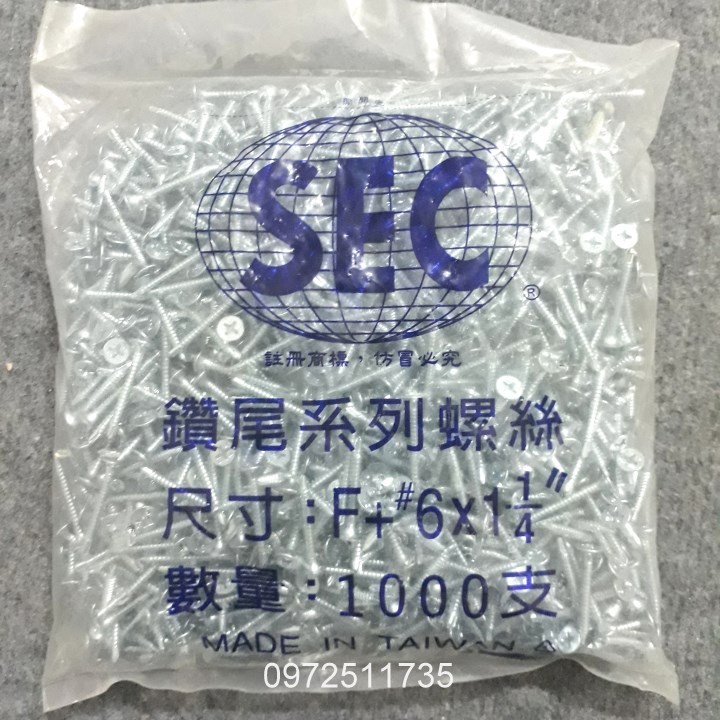 SEC
®
註冊商標，仿冒必究
鑽尾系列螺絲
尺寸：F+#6x1 1/4"
數量：1000支
MADE IN TAIWAN
0972511735